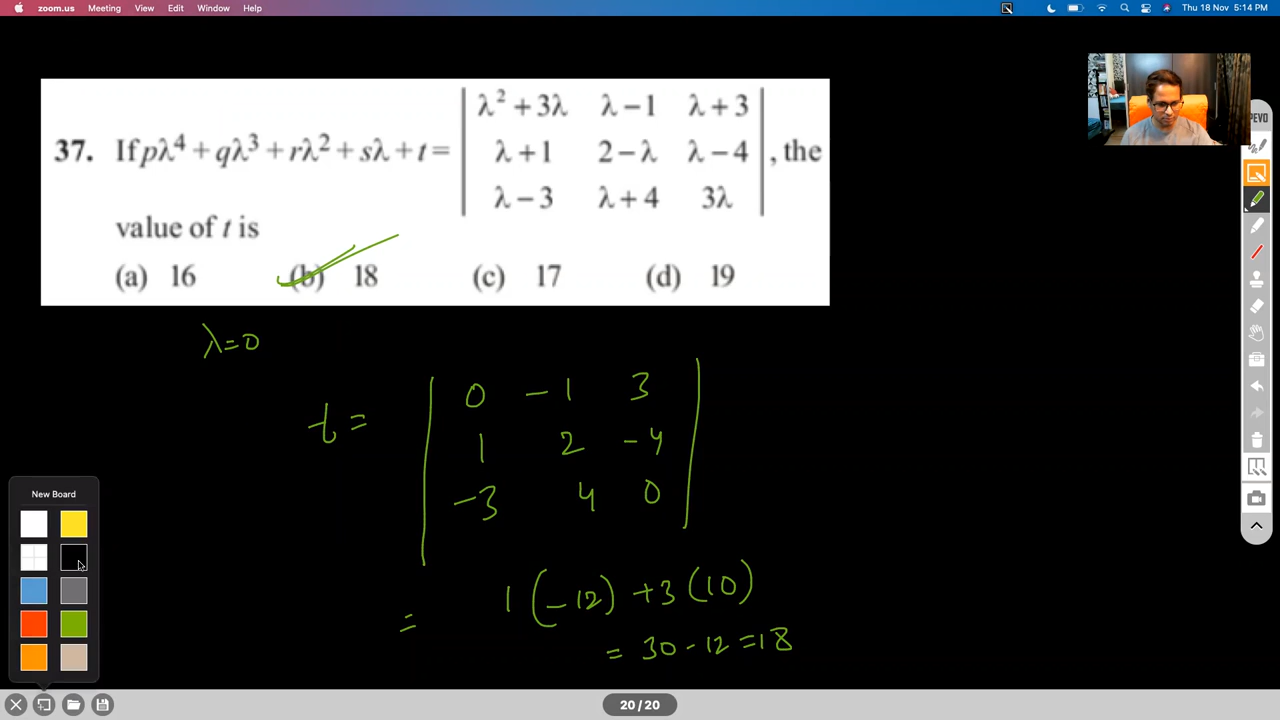 zoom.us Meeting View Edit Window Help Thu 18 Nov 5:14 PM
37. If pλ⁴ + qλ³ + rλ² + sλ + t = | λ² + 3λ λ − 1 λ + 3 |
| λ + 1 2 − λ λ − 4 | , the
| λ − 3 λ + 4 3λ |
value of t is
(a) 16 (b) 18 (c) 17 (d) 19
λ=0
t = | 0 −1 3 |
| 1 2 −4 |
| −3 4 0 |
= 1(−12) +3(10)
= 30 − 12 = 18
New Board
20 / 20